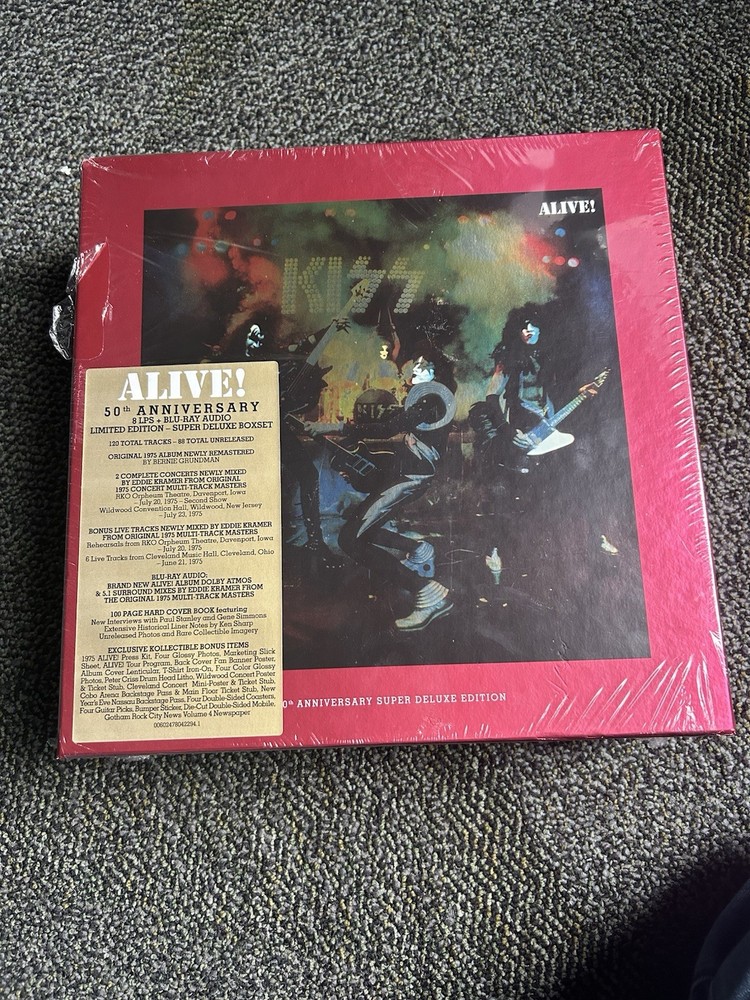 ALIVE!
KISS
ALIVE!
50th ANNIVERSARY
8 LPS + BLU-RAY AUDIO
LIMITED EDITION – SUPER DELUXE BOXSET
120 TOTAL TRACKS – 88 TOTAL UNRELEASED
ORIGINAL 1975 ALBUM NEWLY REMASTERED
BY BERNIE GRUNDMAN
2 COMPLETE CONCERTS NEWLY MIXED
BY EDDIE KRAMER FROM ORIGINAL
1975 CONCERT MULTI-TRACK MASTERS
RKO Orpheum Theatre, Davenport, Iowa
– July 20, 1975 – Second Show
Wildwood Convention Hall, Wildwood, New Jersey
– July 23, 1975
BONUS LIVE TRACKS NEWLY MIXED BY EDDIE KRAMER
FROM ORIGINAL 1975 MULTI-TRACK MASTERS
Rehearsals from RKO Orpheum Theatre, Davenport, Iowa
– July 20, 1975
6 Live Tracks from Cleveland Music Hall, Cleveland, Ohio
– June 21, 1975
BLU-RAY AUDIO:
BRAND NEW ALIVE! ALBUM DOLBY ATMOS
& 5.1 SURROUND MIXES BY EDDIE KRAMER FROM
THE ORIGINAL 1975 MULTI-TRACK MASTERS
100 PAGE HARD COVER BOOK featuring
New Interviews with Paul Stanley and Gene Simmons
Extensive Historical Liner Notes by Ken Sharp
Unreleased Photos and Rare Collectible Imagery
EXCLUSIVE KOLLECTIBLE BONUS ITEMS
1975 ALIVE! Press Kit, Four Glossy Photos, Marketing Slick
Sheet, ALIVE! Tour Program, Back Cover Fan Banner Poster,
Album Cover Lenticular, T-Shirt Iron-On, Four Color Glossy
Photos, Peter Criss Drum Head Litho, Wildwood Concert Poster
& Ticket Stub, Cleveland Concert Mini-Poster & Ticket Stub,
Cobo Arena Backstage Pass & Main Floor Ticket Stub, New
Year's Eve Nassau Backstage Pass, Four Double-Sided Coasters,
Four Guitar Picks, Bumper Sticker, Die-Cut Double-Sided Mobile,
Gotham Rock City News Volume 4 Newspaper
00602478042294.1
0th ANNIVERSARY SUPER DELUXE EDITION